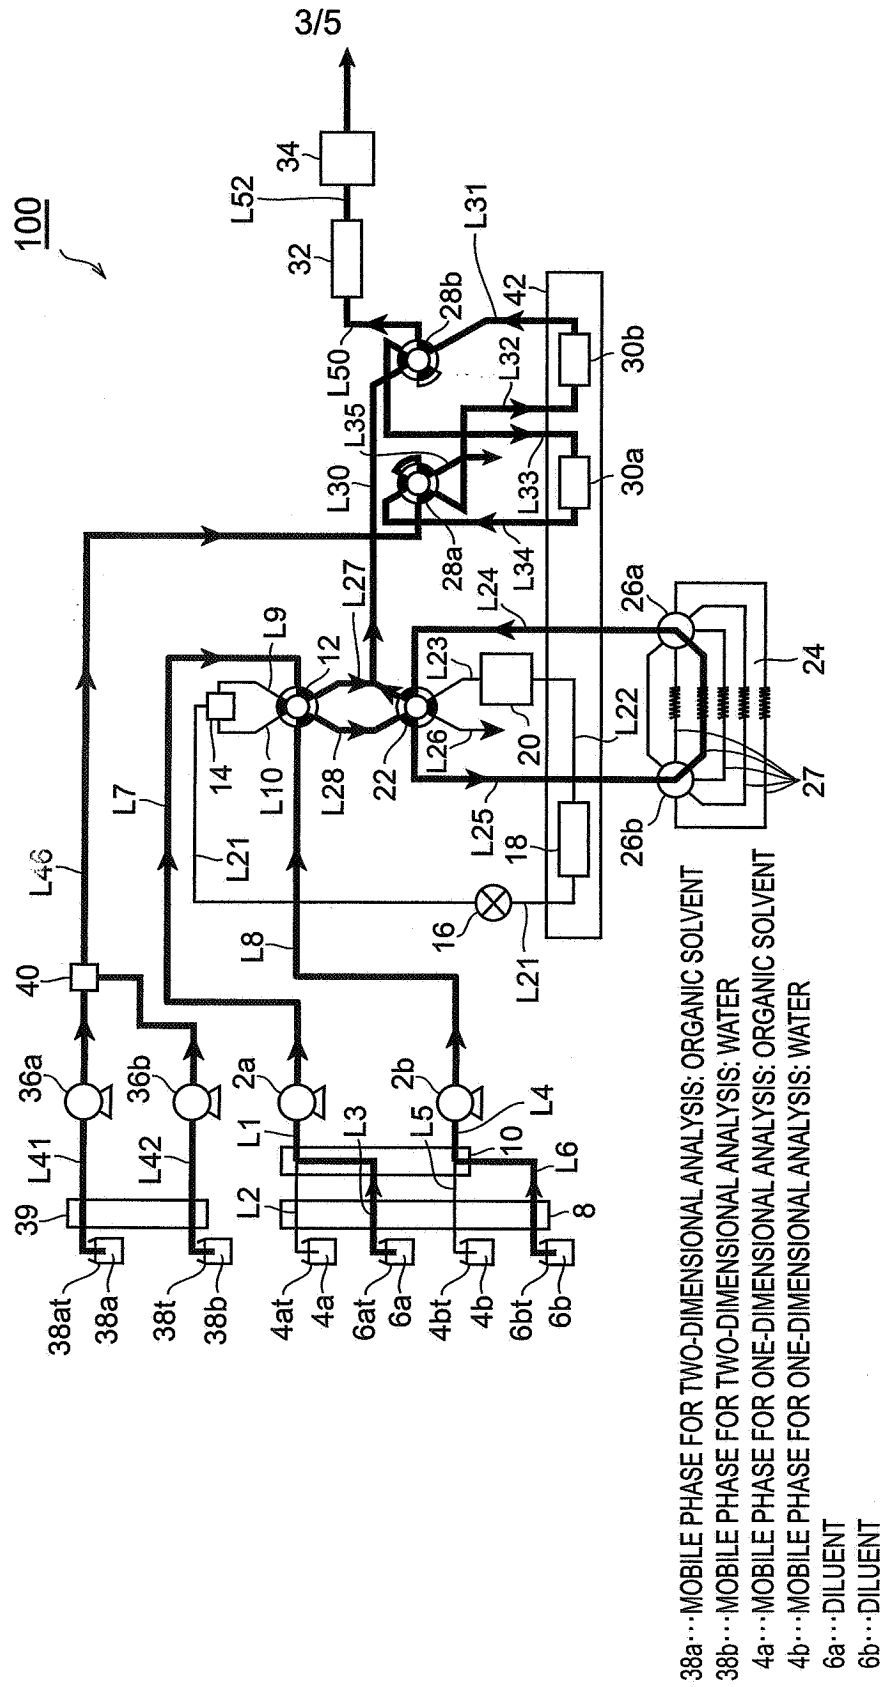 3/5
100
34
L52
32
L50
28b
L31
42
L35
L32
30b
L30
28a
L33
30a
L34
L24
26a
L27
L9
12
L23
24
14
L10
L28
22
L26
20
L22
L7
L25
18
26b
27
L21
16
L21
L46
L8
40
36a
36b
2a
2b
L41
L42
L1
L3
L5
L4
10
L6
39
L2
8
38at
38a
38t
38b
4at
4a
6at
6a
4bt
4b
6bt
6b
38a···MOBILE PHASE FOR TWO-DIMENSIONAL ANALYSIS: ORGANIC SOLVENT
38b···MOBILE PHASE FOR TWO-DIMENSIONAL ANALYSIS: WATER
4a···MOBILE PHASE FOR ONE-DIMENSIONAL ANALYSIS: ORGANIC SOLVENT
4b···MOBILE PHASE FOR ONE-DIMENSIONAL ANALYSIS: WATER
6a···DILUENT
6b···DILUENT